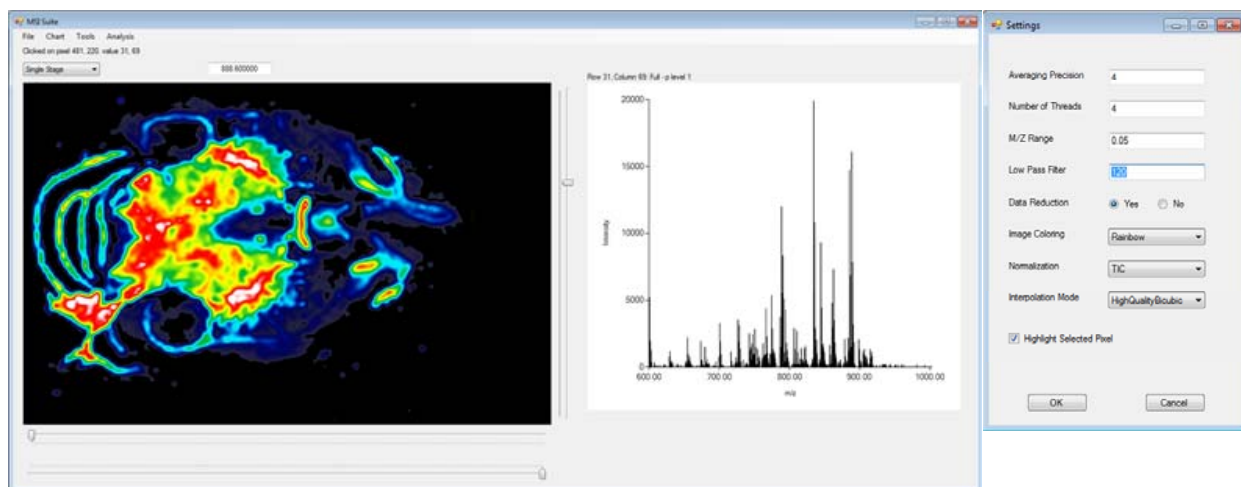 MSI Suite
File Chart Tools Analysis
Clicked on pixel 481, 220, value 31, 69
Single Stage
888.600000
Row 31; Column 69: Full - p level 1
20000
15000
10000
5000
0
Intensity
600.00 700.00 800.00 900.00 1000.00
m/z
Settings
Averaging Precision 4
Number of Threads 4
M/Z Range 0.05
Low Pass Filter 120
Data Reduction Yes No
Image Coloring Rainbow
Normalization TIC
Interpolation Mode HighQualityBicubic
Highlight Selected Pixel
OK Cancel